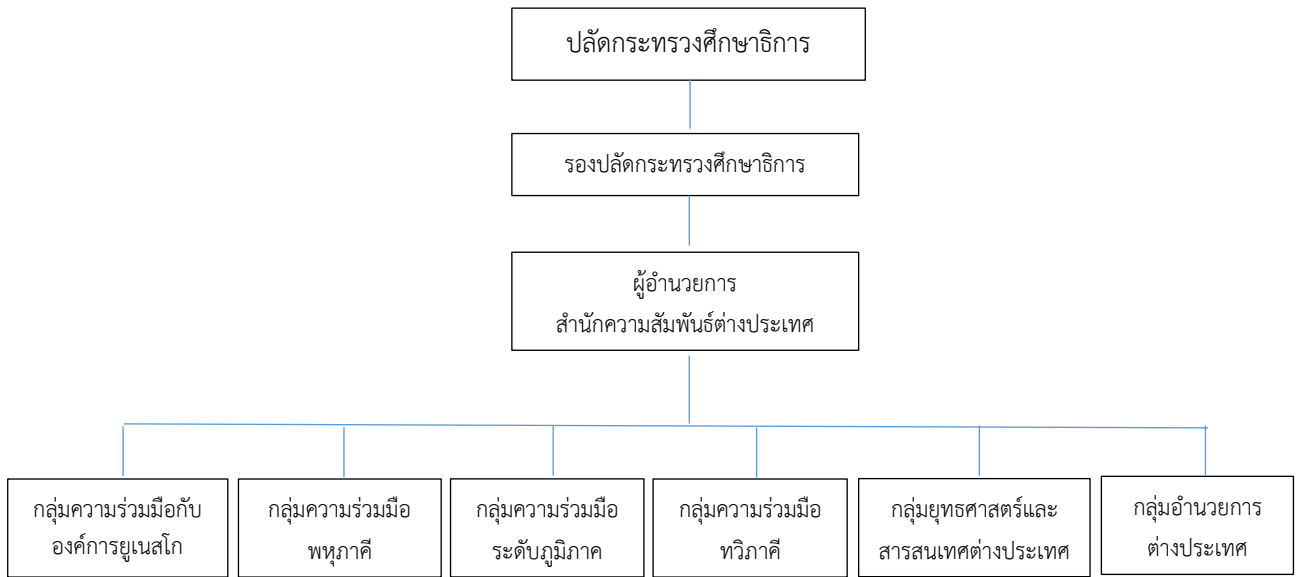 ปลัดกระทรวงศึกษาธิการ
รองปลัดกระทรวงศึกษาธิการ
ผู้อำนวยการ
สำนักความสัมพันธ์ต่างประเทศ
กลุ่มความร่วมมือกับ
องค์การยูเนสโก
กลุ่มความร่วมมือ
พหุภาคี
กลุ่มความร่วมมือ
ระดับภูมิภาค
กลุ่มความร่วมมือ
ทวิภาคี
กลุ่มยุทธศาสตร์และ
สารสนเทศต่างประเทศ
กลุ่มอำนวยการ
ต่างประเทศ